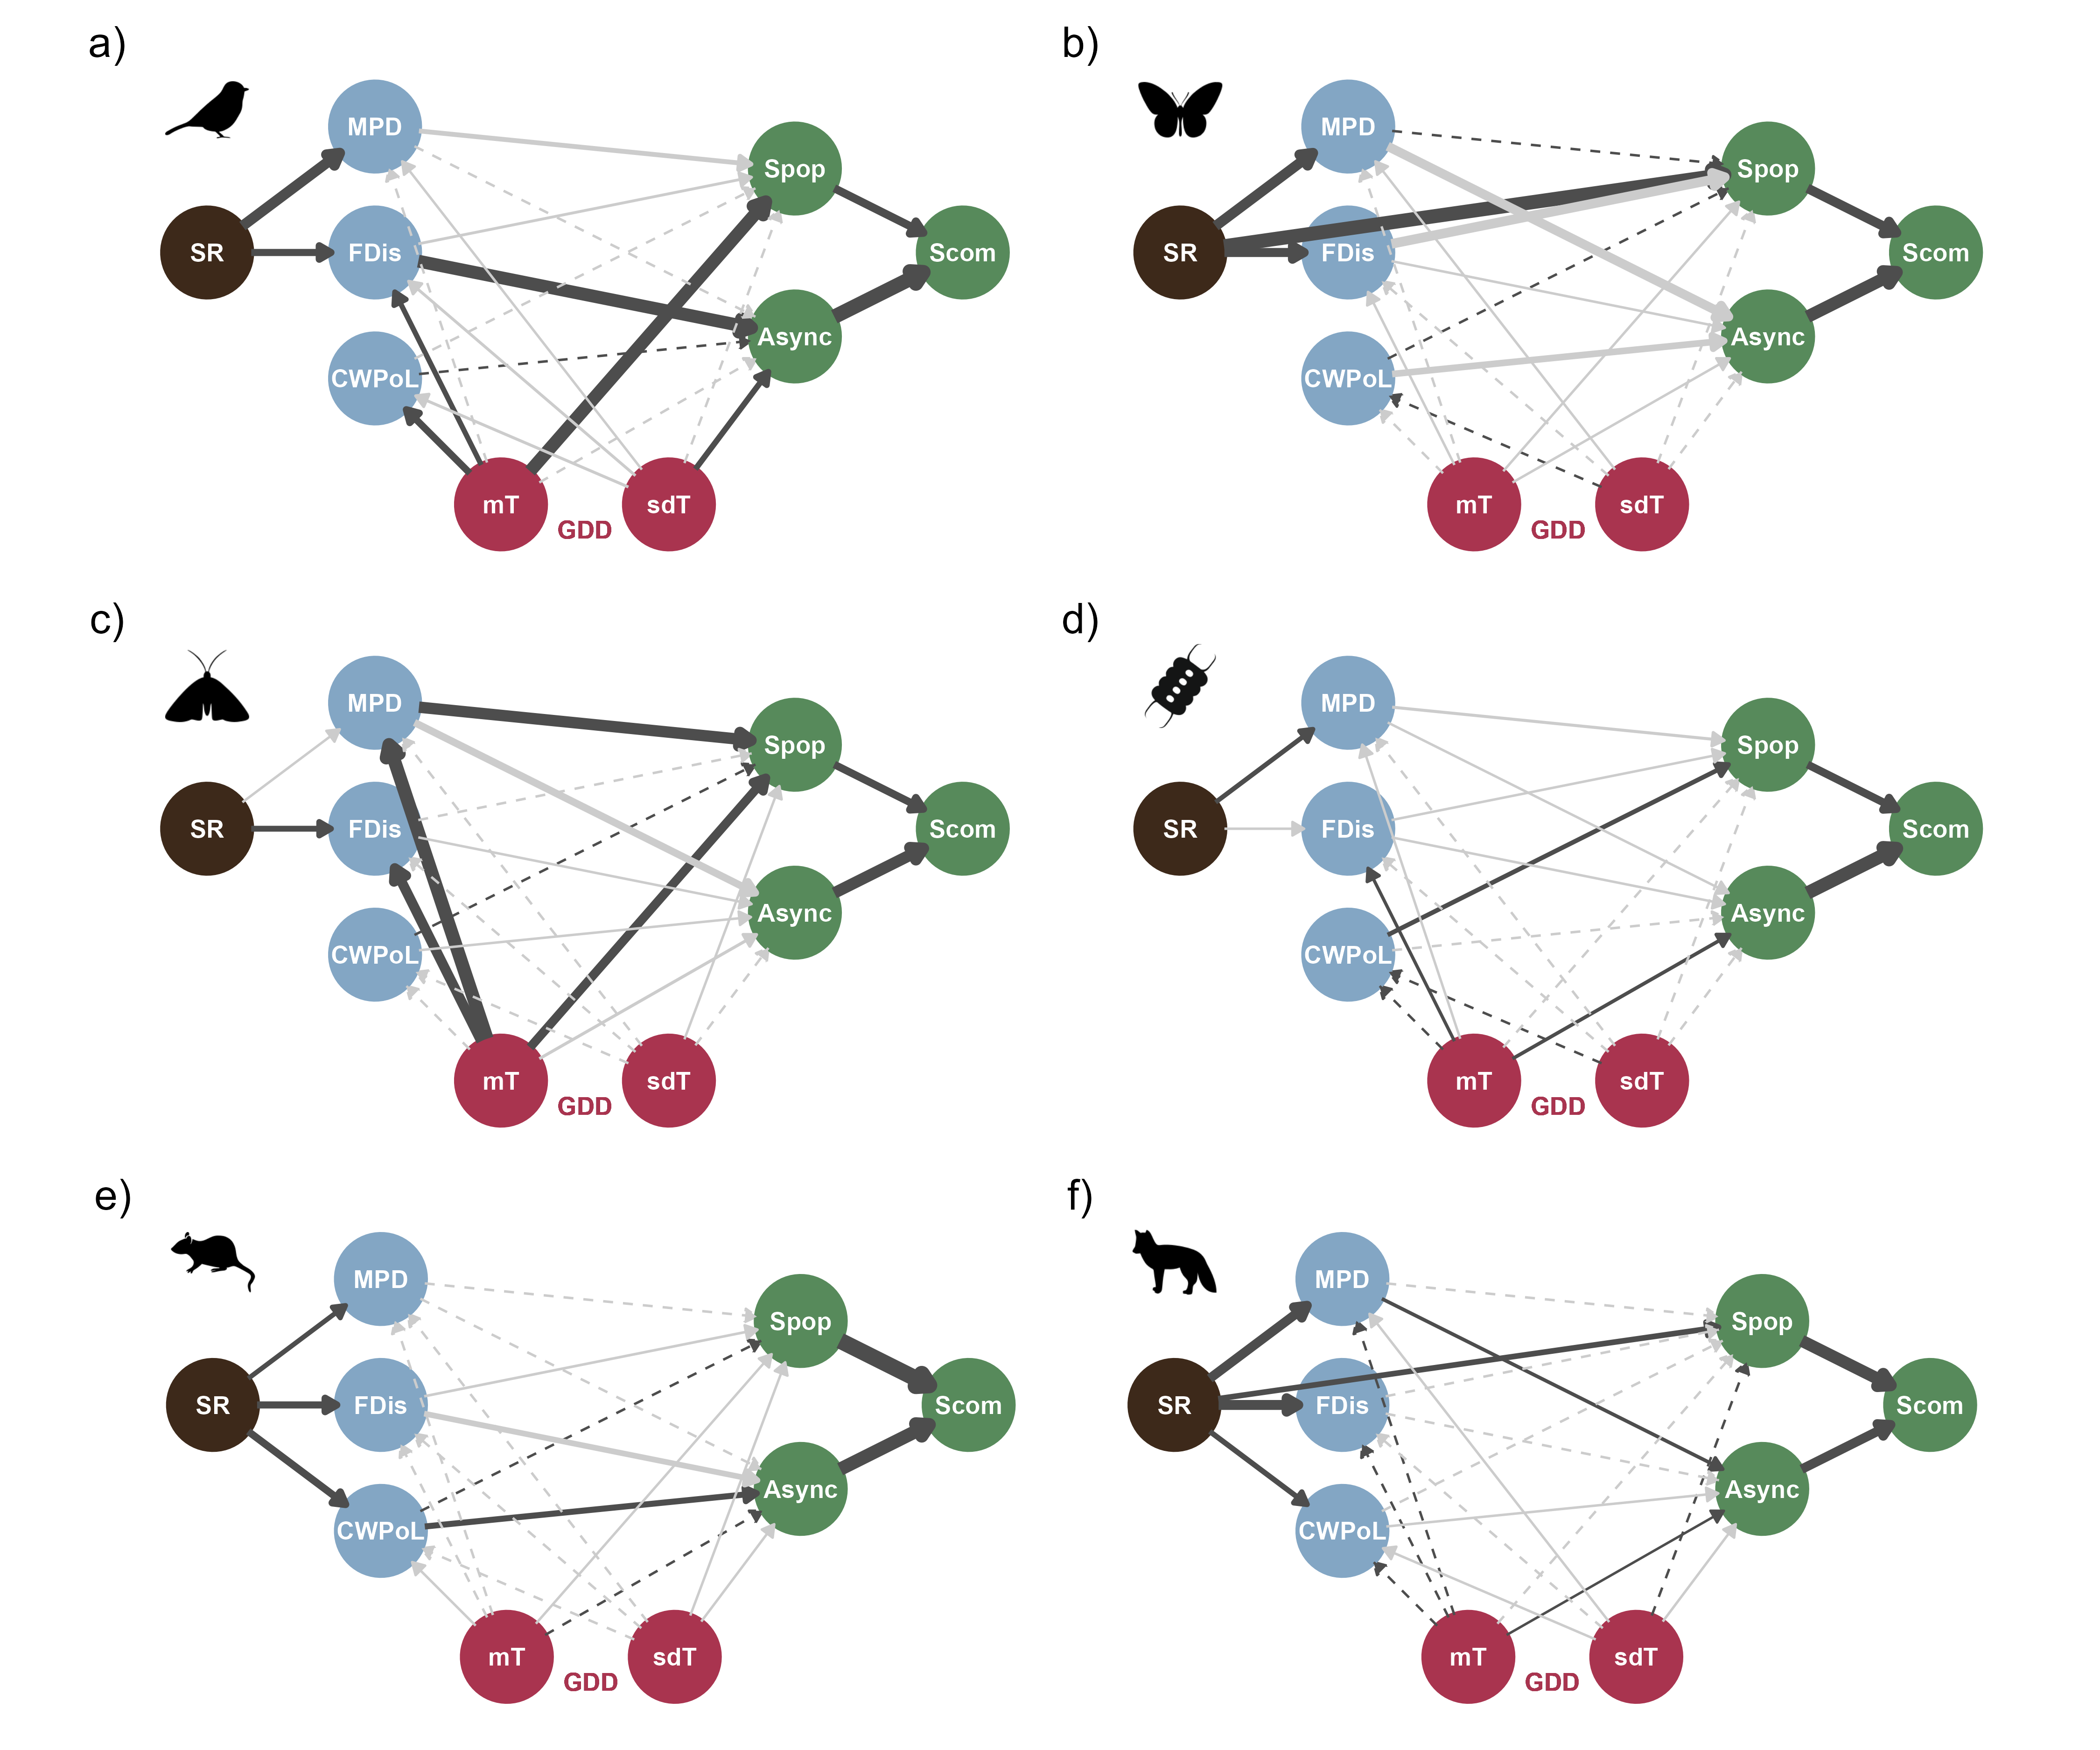 a)
MPD
Spop
SR
FDis
Scom
Async
CWPoL
mT
sdT
GDD
b)
MPD
Spop
SR
FDis
Scom
Async
CWPoL
mT
sdT
GDD
c)
MPD
Spop
SR
FDis
Scom
Async
CWPoL
mT
sdT
GDD
d)
MPD
Spop
SR
FDis
Scom
Async
CWPoL
mT
sdT
GDD
e)
MPD
Spop
SR
FDis
Scom
Async
CWPoL
mT
sdT
GDD
f)
MPD
Spop
SR
FDis
Scom
Async
CWPoL
mT
sdT
GDD